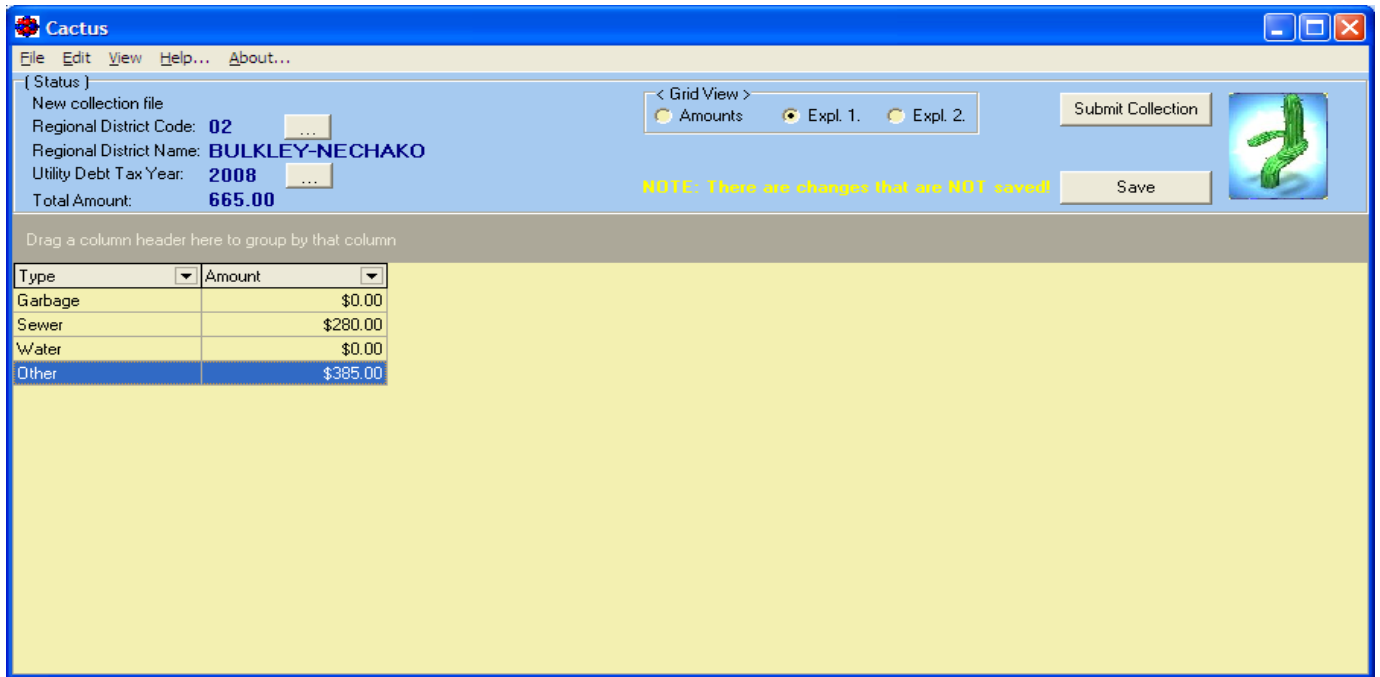 Cactus
File Edit View Help... About...
( Status )
New collection file
Regional District Code: 02 ...
Regional District Name: BULKLEY-NECHAKO
Utility Debt Tax Year: 2008 ...
Total Amount: 665.00
< Grid View >
Amounts Expl. 1. Expl. 2.
NOTE: There are changes that are NOT saved!
Submit Collection
Save
Drag a column header here to group by that column
Type Amount
Garbage $0.00
Sewer $280.00
Water $0.00
Other $385.00